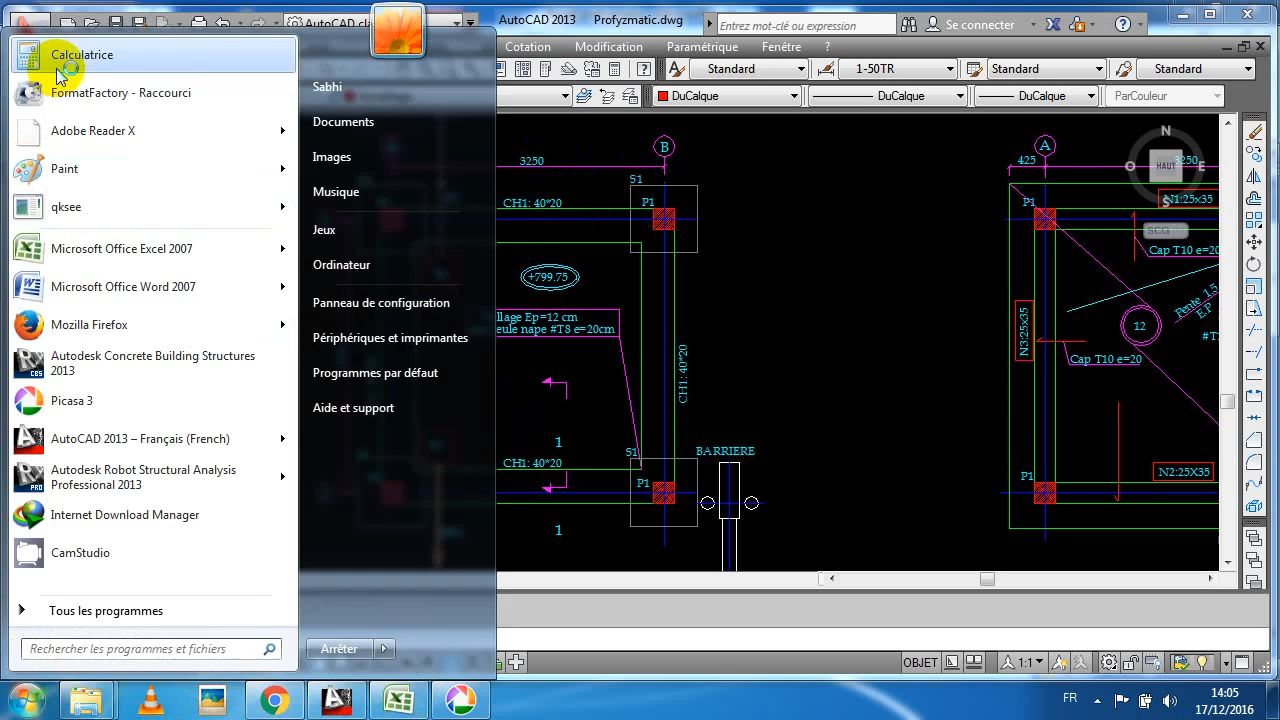 AutoCAD cla
AutoCAD 2013 Profyzmatic.dwg
Entrez mot-clé ou expression
Se connecter
Cotation
Modification
Paramétrique
Fenêtre
?
Standard
1-50TR
Standard
Standard
DuCalque
DuCalque
DuCalque
ParCouleur
Calculatrice
FormatFactory - Raccourci
Adobe Reader X
Paint
qksee
Microsoft Office Excel 2007
Microsoft Office Word 2007
Mozilla Firefox
Autodesk Concrete Building Structures
2013
Picasa 3
AutoCAD 2013 – Français (French)
Autodesk Robot Structural Analysis
Professional 2013
Internet Download Manager
CamStudio
Tous les programmes
Rechercher les programmes et fichiers
Sabhi
Documents
Images
Musique
Jeux
Ordinateur
Panneau de configuration
Périphériques et imprimantes
Programmes par défaut
Aide et support
Arrêter
3250
B
S1
CH1: 40*20
P1
+799.75
llage Ep=12 cm
eule nape #T8 e=20cm
CH1: 40*20
1
S1
CH1: 40*20
P1
1
BARRIERE
A
425
3250
P1
N1:25x35
Cap T10 e=20
N3:25x35
12
Pente 1,5
E.P
#T
Cap T10 e=20
P1
N2:25X35
N
O
HAUT
E
S
SCG
OBJET
1:1
FR
14:05
17/12/2016